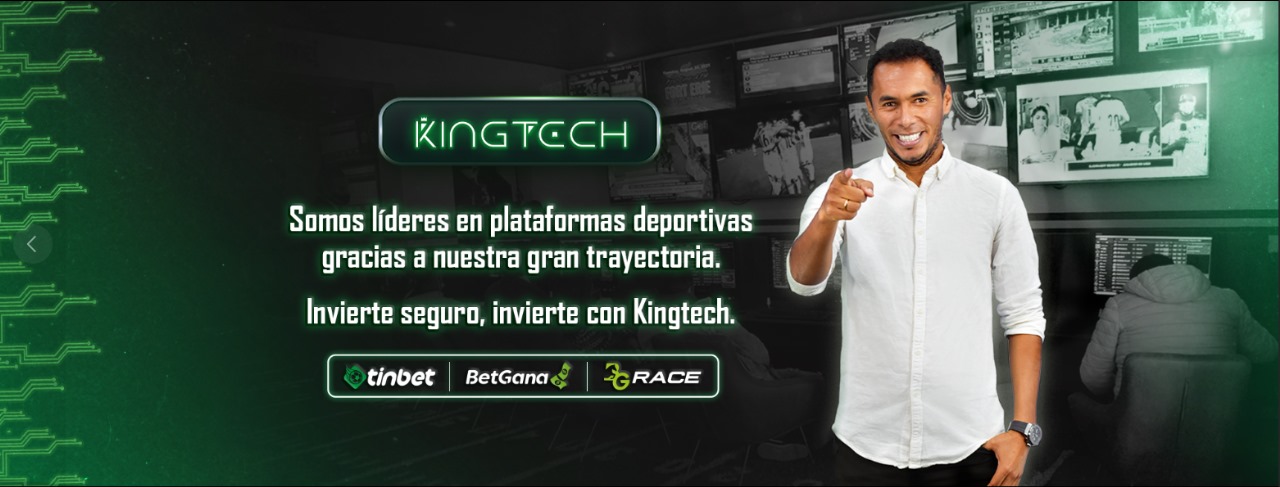 KINGTECH
Somos líderes en plataformas deportivas
gracias a nuestra gran trayectoria.
Invierte seguro, invierte con Kingtech.
tinbet
BetGana
3G RACE